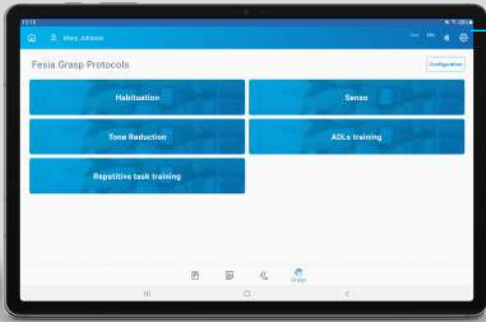 Mary Johnson
Fesia Grasp Protocols
Configuration
Habituation
Senso
Tone Reduction
ADLs training
Repetitive task training
Grasp